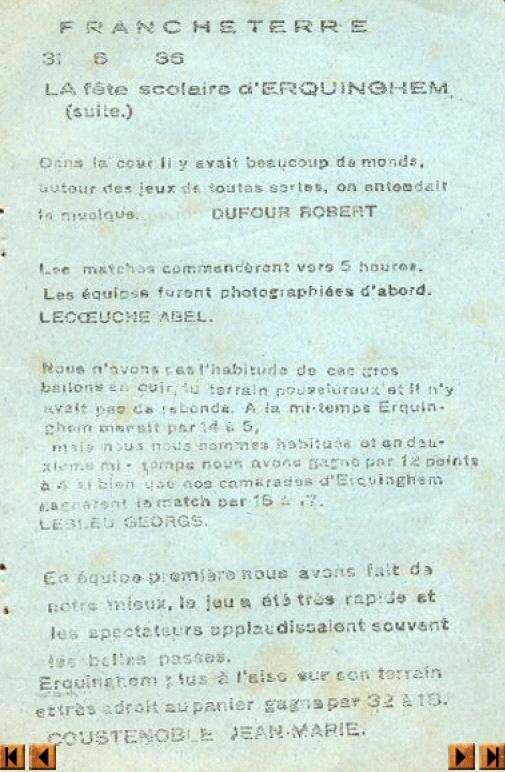 FRANCHETERRE
31 6 36
LA fête scolaire d'ERQUINGHEM
(suite.)
Dans la cour il y avait beaucoup de monde,
autour des jeux de toutes sortes, on entendait
la musique. DUFOUR ROBERT
Les matches commencèrent vers 5 heures.
Les équipes furent photographiées d'abord.
LECŒUCHE ABEL.
Nous n'avons pas l'habitude de ces gros
ballons en cuir, du terrain poussiéreux et il n'y
avait pas de rebonds. A la mi-temps Erquin-
ghem menait par 14 à 5,
mais nous nous sommes habitués et en deu-
xième mi - temps nous avons gagné par 12 points
à 4 si bien que nos camarades d'Erquinghem
gagnèrent le match par 18 à 17.
LESLEU GEORGS.
En équipe première nous avons fait de
notre mieux, le jeu a été très rapide et
les spectateurs applaudissaient souvent
les belles passes.
Erquinghem plus à l'aise sur son terrain
et très adroit au panier gagna par 32 à 18.
COUSTENOBLE JEAN-MARIE.